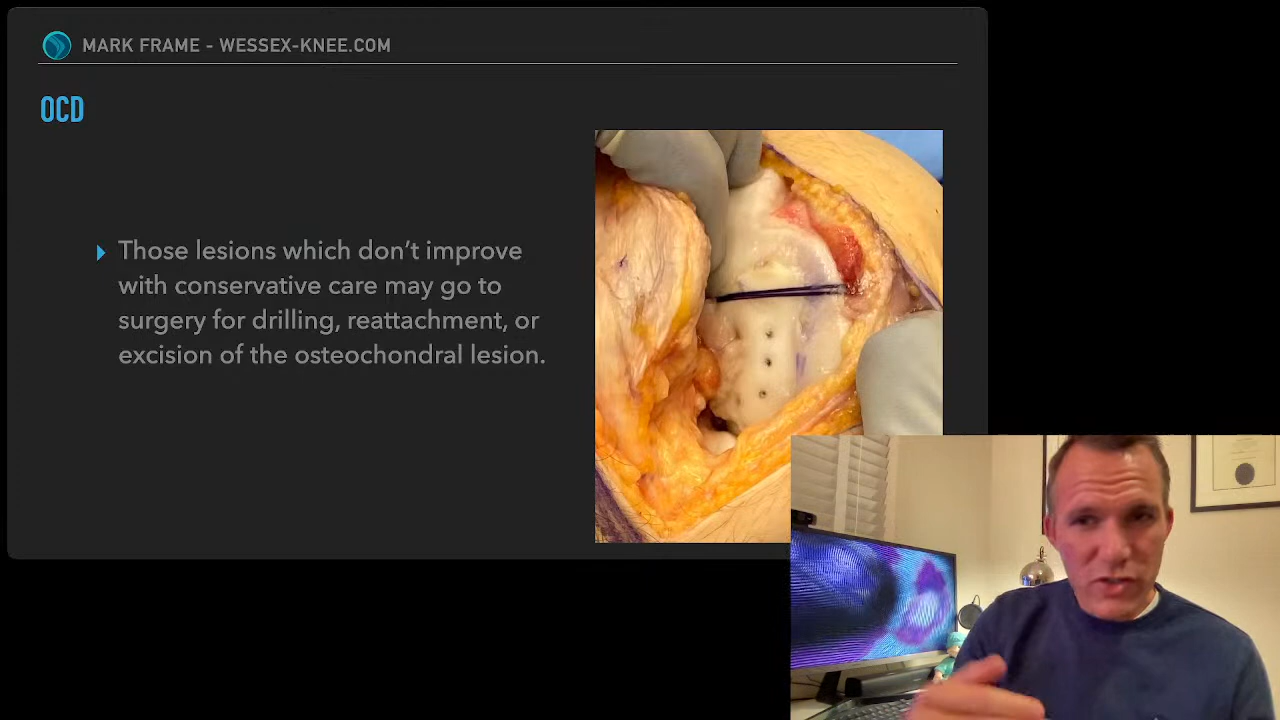 MARK FRAME - WESSEX-KNEE.COM
OCD
Those lesions which don't improve
with conservative care may go to
surgery for drilling, reattachment, or
excision of the osteochondral lesion.